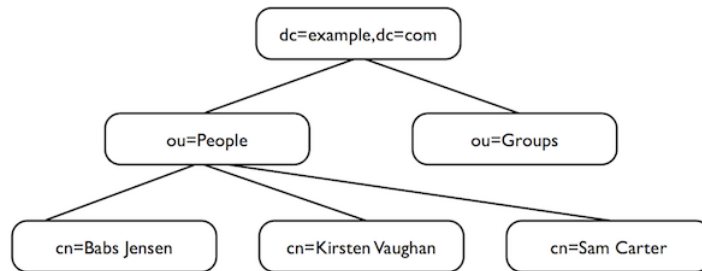 dc=example,dc=com
ou=People
ou=Groups
cn=Babs Jensen
cn=Kirsten Vaughan
cn=Sam Carter